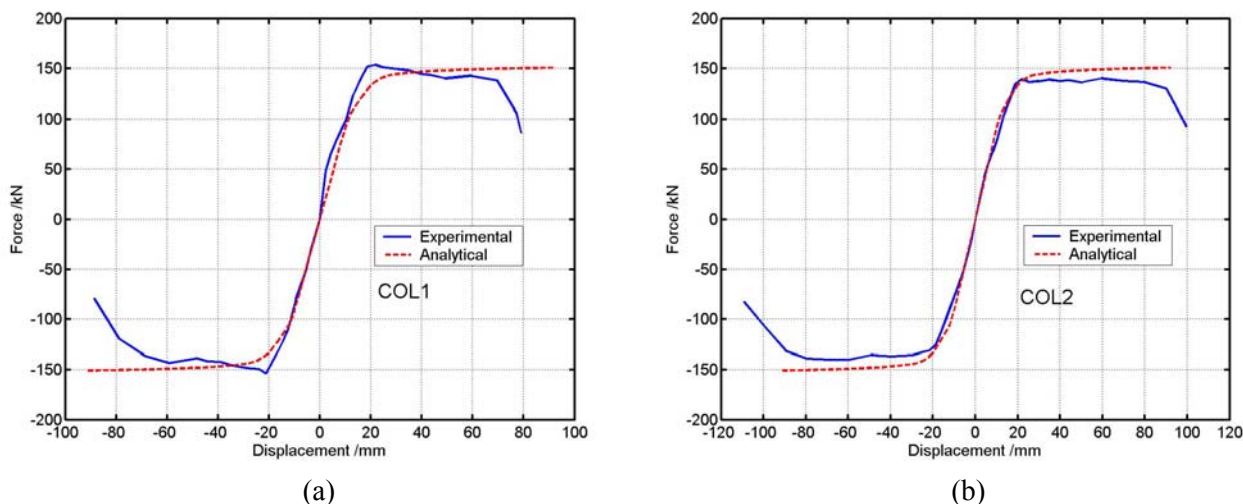 200
150
100
50
0
-50
-100
-150
-200
Force /kN
-100 -80 -60 -40 -20 0 20 40 60 80 100
Displacement /mm
Experimental
Analytical
COL1
(a)
200
150
100
50
0
-50
-100
-150
-200
Force /kN
-120 -100 -80 -60 -40 -20 0 20 40 60 80 100 120
Displacement /mm
Experimental
Analytical
COL2
(b)